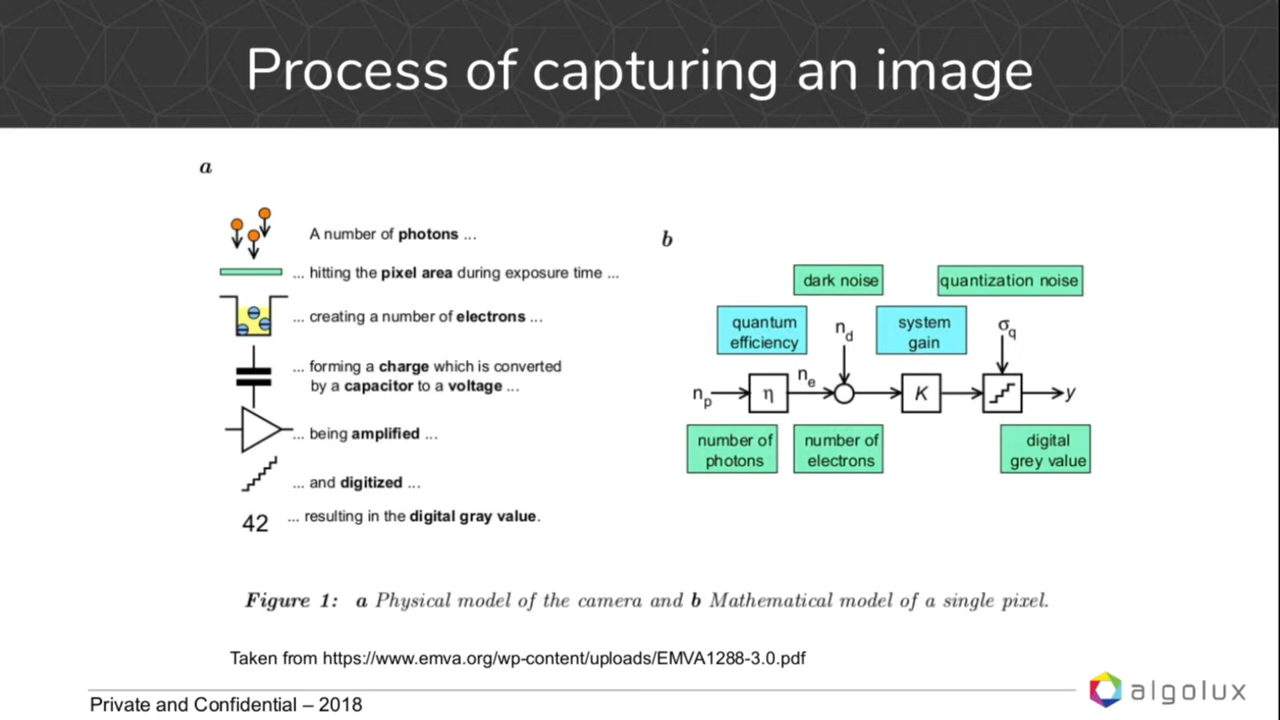 Process of capturing an image
a
A number of photons ...
... hitting the pixel area during exposure time ...
... creating a number of electrons ...
... forming a charge which is converted
by a capacitor to a voltage ...
... being amplified ...
... and digitized ...
42 ... resulting in the digital gray value.
b
dark noise
quantization noise
quantum
efficiency
n_d
system
gain
σ_q
n_p
η
n_e
K
y
number of
photons
number of
electrons
digital
grey value
Figure 1: a Physical model of the camera and b Mathematical model of a single pixel.
Taken from https://www.emva.org/wp-content/uploads/EMVA1288-3.0.pdf
Private and Confidential – 2018
algolux